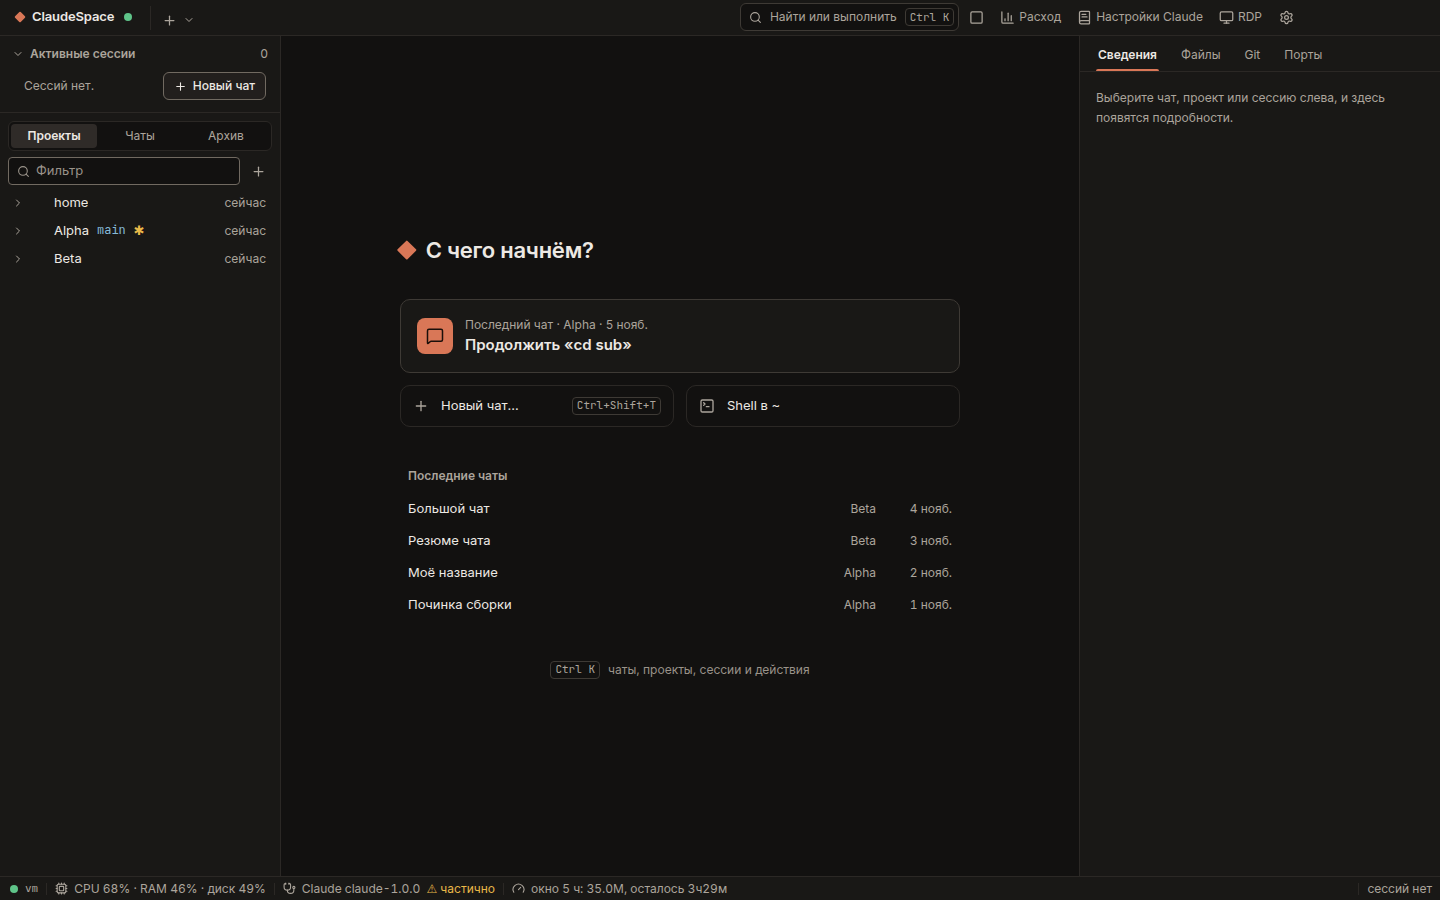 ClaudeSpace
Найти или выполнить Ctrl K
Расход
Настройки Claude
RDP
Активные сессии 0
Сессий нет.
Новый чат
Проекты Чаты Архив
Фильтр
home сейчас
Alpha main ✱ сейчас
Beta сейчас
С чего начнём?
Последний чат · Alpha · 5 нояб.
Продолжить «cd sub»
Новый чат... Ctrl+Shift+T
Shell в ~
Последние чаты
Большой чат Beta 4 нояб.
Резюме чата Beta 3 нояб.
Моё название Alpha 2 нояб.
Починка сборки Alpha 1 нояб.
Ctrl K чаты, проекты, сессии и действия
Сведения Файлы Git Порты
Выберите чат, проект или сессию слева, и здесь
появятся подробности.
vm CPU 68% · RAM 46% · диск 49% Claude claude-1.0.0 ⚠ частично окно 5 ч: 35.0M, осталось 3ч29м сессий нет